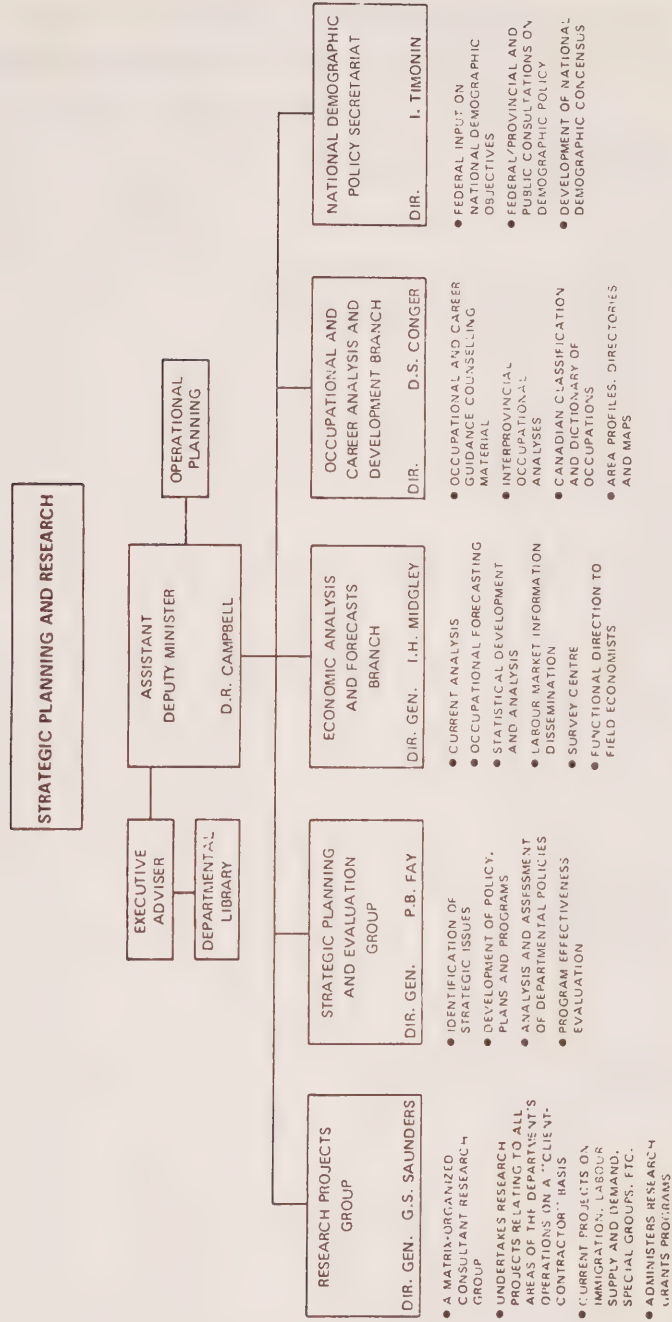 STRATEGIC PLANNING AND RESEARCH
EXECUTIVE
ADVISER
DEPARTMENTAL
LIBRARY
ASSISTANT
DEPUTY MINISTER
D.R. CAMPBELL
OPERATIONAL
PLANNING
RESEARCH PROJECTS
GROUP
DIR. GEN. G.S. SAUNDERS
● A MATRIX-ORGANIZED
CONSULTANT RESEARCH
GROUP
● UNDERTAKES RESEARCH
PROJECTS RELATING TO ALL
AREAS OF THE DEPARTMENT'S
OPERATIONS ON A "CLIENT-
CONTRACTOR" BASIS
● CURRENT PROJECTS ON
IMMIGRATION, LABOUR
SUPPLY AND DEMAND,
SPECIAL GROUPS, ETC.
● ADMINISTERS RESEARCH
GRANTS PROGRAMS
STRATEGIC PLANNING
AND EVALUATION
GROUP
DIR. GEN. P.B. FAY
● IDENTIFICATION OF
STRATEGIC ISSUES
● DEVELOPMENT OF POLICY,
PLANS AND PROGRAMS
● ANALYSIS AND ASSESSMENT
OF DEPARTMENTAL POLICIES
● PROGRAM EFFECTIVENESS
EVALUATION
ECONOMIC ANALYSIS
AND FORECASTS
BRANCH
DIR. GEN. I.H. MIDGLEY
● CURRENT ANALYSIS
● OCCUPATIONAL FORECASTING
● STATISTICAL DEVELOPMENT
AND ANALYSIS
● LABOUR MARKET INFORMATION
DISSEMINATION
● SURVEY CENTRE
● FUNCTIONAL DIRECTION TO
FIELD ECONOMISTS
OCCUPATIONAL AND
CAREER ANALYSIS AND
DEVELOPMENT BRANCH
DIR. D.S. CONGER
● OCCUPATIONAL AND CAREER
GUIDANCE COUNSELLING
MATERIAL
● INTERPROVINCIAL
OCCUPATIONAL
ANALYSES
● CANADIAN CLASSIFICATION
AND DICTIONARY OF
OCCUPATIONS
● AREA PROFILES, DIRECTORIES
AND MAPS
NATIONAL DEMOGRAPHIC
POLICY SECRETARIAT
DIR. I. TIMONIN
● FEDERAL INPUT ON
NATIONAL DEMOGRAPHIC
OBJECTIVES
● FEDERAL/PROVINCIAL AND
PUBLIC CONSULTATIONS ON
DEMOGRAPHIC POLICY
● DEVELOPMENT OF NATIONAL
DEMOGRAPHIC CONCENSUS